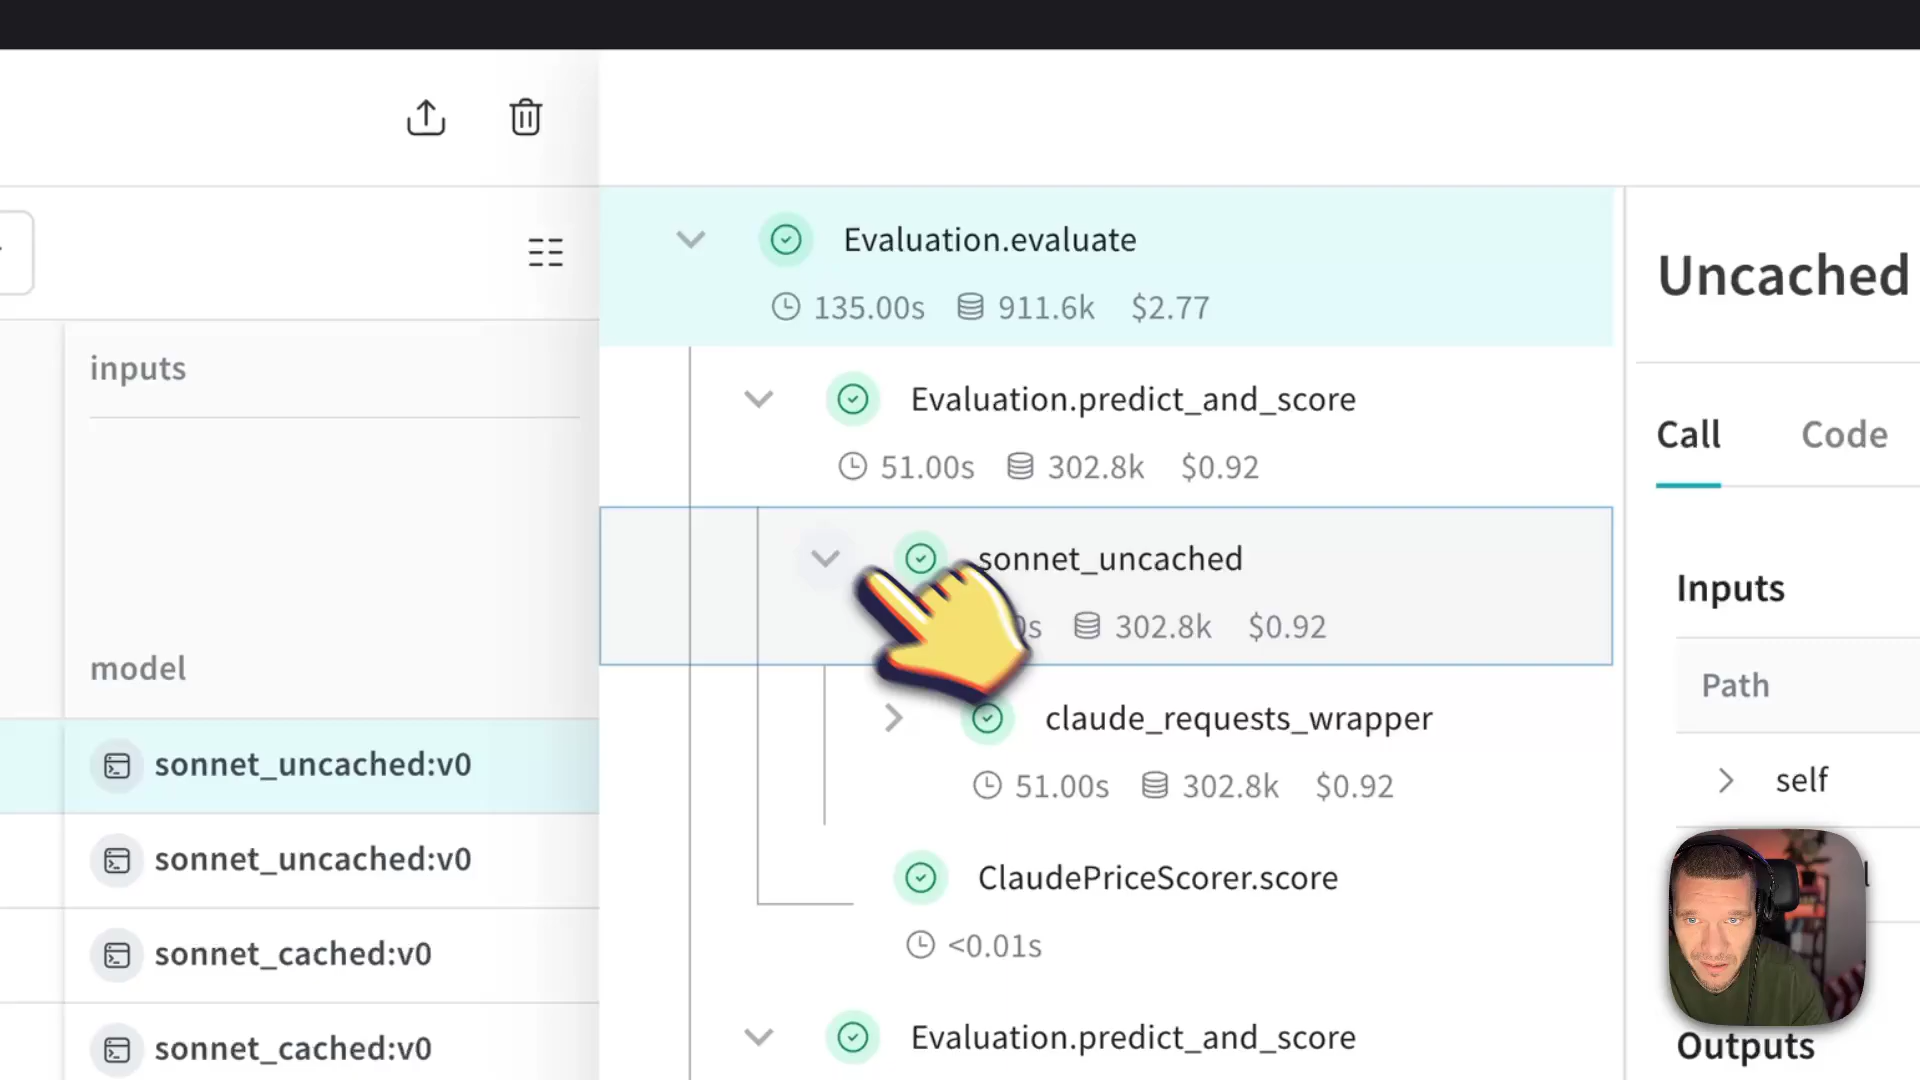 inputs
model
sonnet_uncached:v0
sonnet_uncached:v0
sonnet_cached:v0
sonnet_cached:v0
Evaluation.evaluate
135.00s 911.6k $2.77
Evaluation.predict_and_score
51.00s 302.8k $0.92
sonnet_uncached
0s 302.8k $0.92
claude_requests_wrapper
51.00s 302.8k $0.92
ClaudePriceScorer.score
<0.01s
Evaluation.predict_and_score
Uncached
Call Code
Inputs
Path
self
Outputs